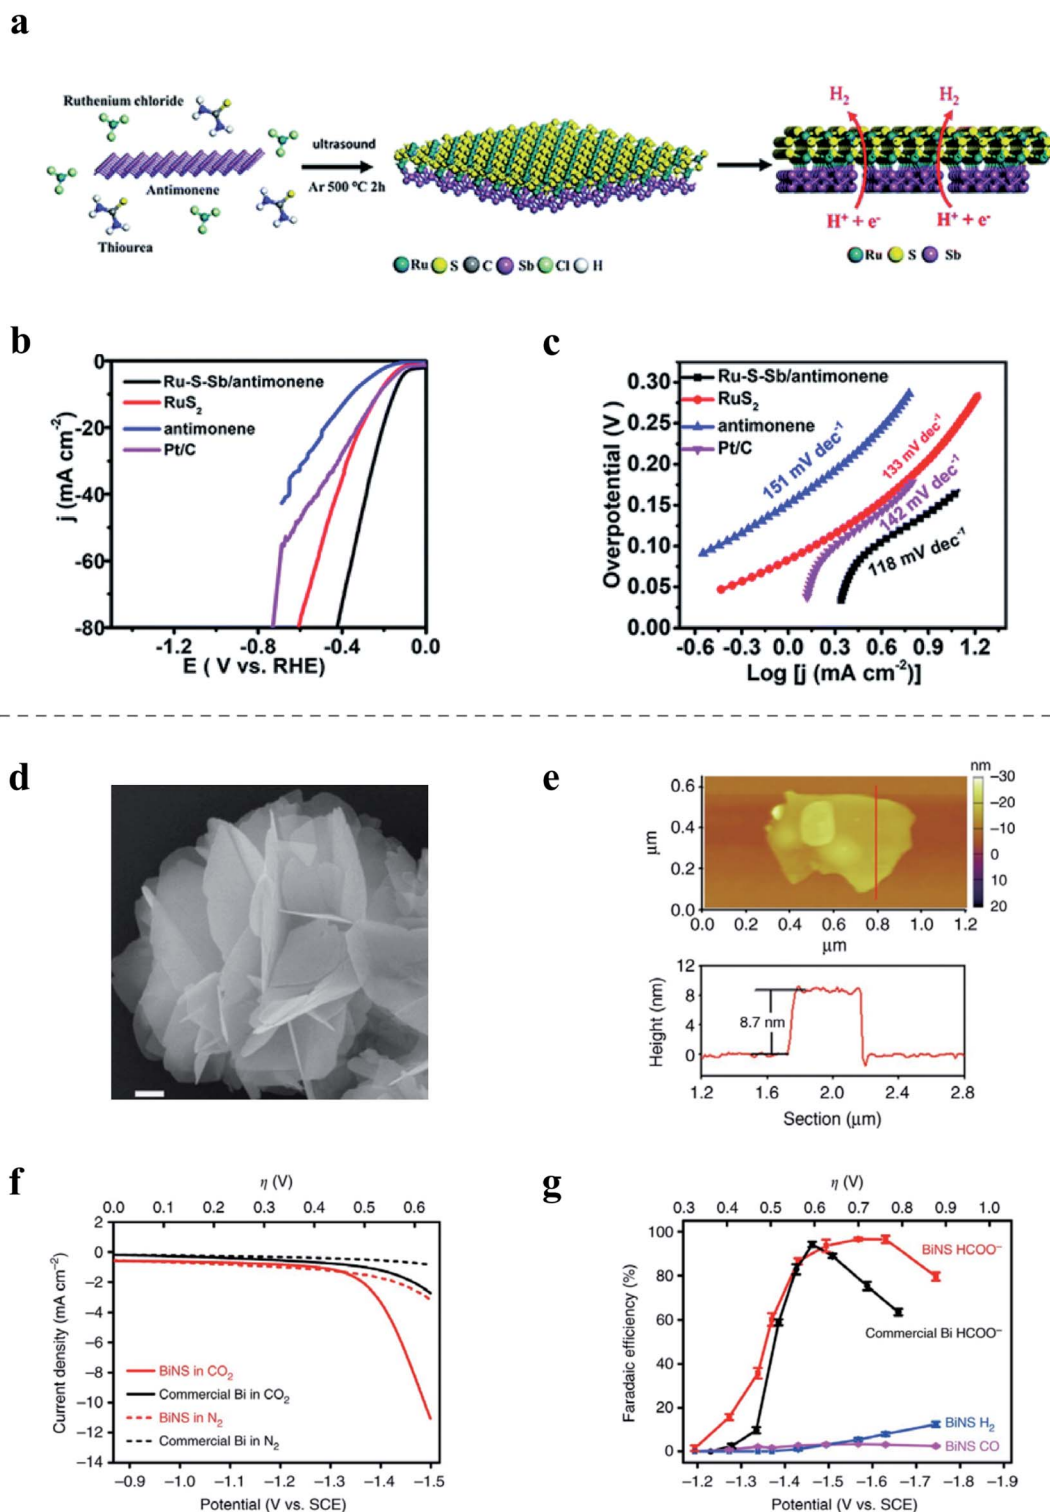 a
Ruthenium chloride
Antimonene
Thiourea
ultrasound
Ar 500 °C 2h
Ru S C Sb Cl H
H₂ H₂
H⁺ + e⁻ H⁺ + e⁻
Ru S Sb
b
0
-20
-40
-60
-80
j (mA cm⁻²)
Ru-S-Sb/antimonene
RuS₂
antimonene
Pt/C
-1.2 -0.8 -0.4 0.0
E ( V vs. RHE)
c
0.30
0.25
0.20
0.15
0.10
0.05
0.00
Overpotential (V)
Ru-S-Sb/antimonene
RuS₂
antimonene
Pt/C
151 mV dec⁻¹
133 mV dec⁻¹
142 mV dec⁻¹
118 mV dec⁻¹
-0.6 -0.3 0.0 0.3 0.6 0.9 1.2
Log [j (mA cm⁻²)]
d
e
0.6
0.4
0.2
0.0
μm
0.0 0.2 0.4 0.6 0.8 1.0 1.2
μm
nm
−30
−20
−10
0
10
20
12
8
4
0
Height (nm)
8.7 nm
1.2 1.6 2.0 2.4 2.8
Section (μm)
f
η (V)
0.0 0.1 0.2 0.3 0.4 0.5 0.6
2
0
−2
−4
−6
−8
−10
−12
−14
Current density (mA cm⁻²)
BiNS in CO₂
Commercial Bi in CO₂
BiNS in N₂
Commercial Bi in N₂
−0.9 −1.0 −1.1 −1.2 −1.3 −1.4 −1.5
Potential (V vs. SCE)
g
η (V)
0.3 0.4 0.5 0.6 0.7 0.8 0.9 1.0
100
80
60
40
20
0
Faradaic efficiency (%)
BiNS HCOO⁻
Commercial Bi HCOO⁻
BiNS H₂
BiNS CO
−1.2 −1.3 −1.4 −1.5 −1.6 −1.7 −1.8 −1.9
Potential (V vs. SCE)